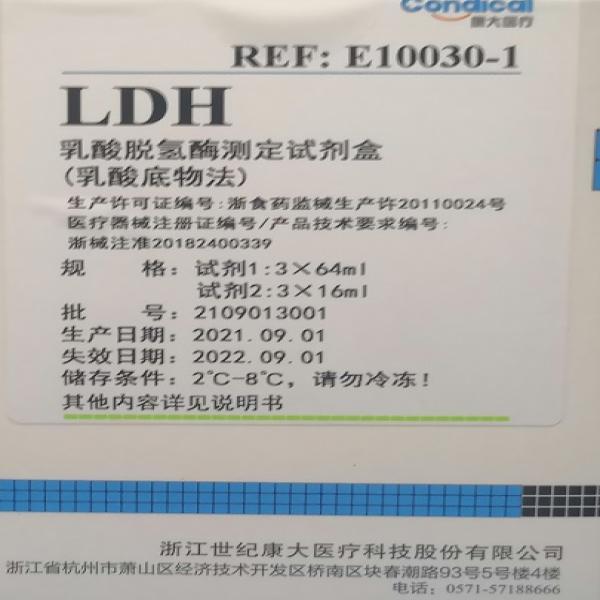 Condical
康大医疗
REF: E10030-1
LDH
乳酸脱氢酶测定试剂盒
(乳酸底物法)
生产许可证编号: 浙食药监械生产许20110024号
医疗器械注册证编号/产品技术要求编号:
浙械注准20182400339
规 格: 试剂1:3×64ml
试剂2:3×16ml
批 号: 2109013001
生产日期: 2021.09.01
失效日期: 2022.09.01
储存条件: 2℃-8℃, 请勿冷冻!
其他内容详见说明书
浙江世纪康大医疗科技股份有限公司
浙江省杭州市萧山区经济技术开发区桥南区块春潮路93号5号楼4楼
电话: 0571-57188666